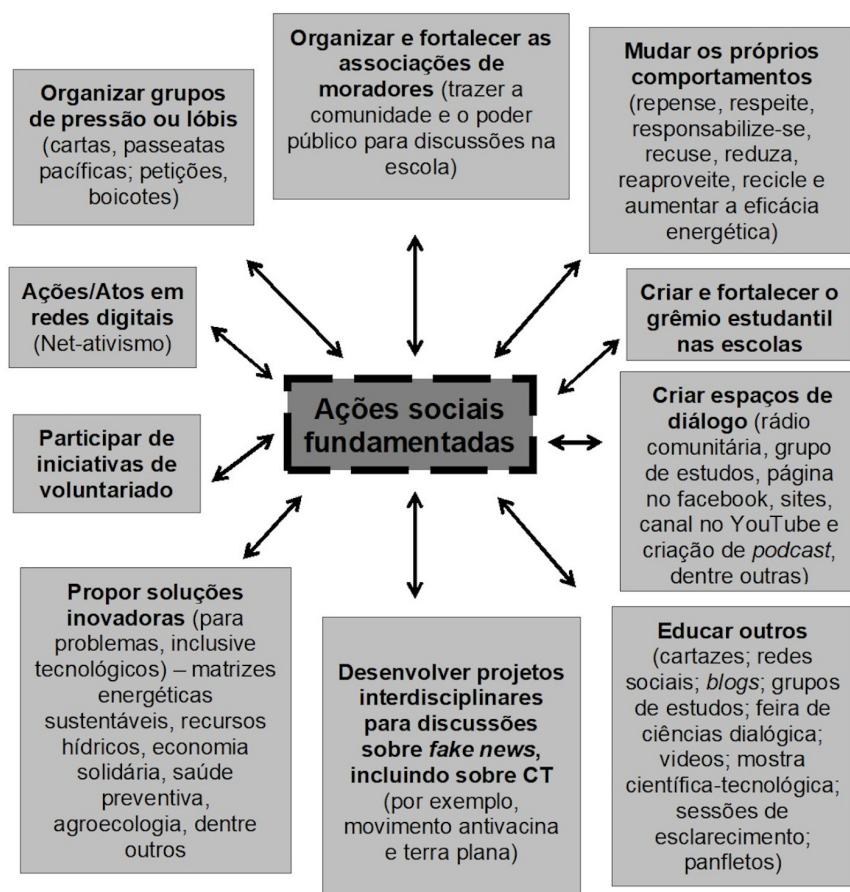 Organizar grupos
de pressão ou lóbis
(cartas, passeatas
pacíficas; petições,
boicotes)
Organizar e fortalecer as
associações de
moradores (trazer a
comunidade e o poder
público para discussões na
escola)
Mudar os próprios
comportamentos
(repense, respeite,
responsabilize-se,
recuse, reduza,
reaproveite, recicle e
aumentar a eficácia
energética)
Ações/Atos em
redes digitais
(Net-ativismo)
Criar e fortalecer o
grêmio estudantil
nas escolas
Ações sociais
fundamentadas
Participar de
iniciativas de
voluntariado
Criar espaços de
diálogo (rádio
comunitária, grupo
de estudos, página
no facebook, sites,
canal no YouTube e
criação de podcast,
dentre outras)
Propor soluções
inovadoras (para
problemas, inclusive
tecnológicos) – matrizes
energéticas
sustentáveis, recursos
hídricos, economia
solidária, saúde
preventiva,
agroecologia, dentre
outros
Desenvolver projetos
interdisciplinares
para discussões
sobre fake news,
incluindo sobre CT
(por exemplo,
movimento antivacina
e terra plana)
Educar outros
(cartazes; redes
sociais; blogs; grupos
de estudos; feira de
ciências dialógica;
videos; mostra
científica-tecnológica;
sessões de
esclarecimento;
panfletos)